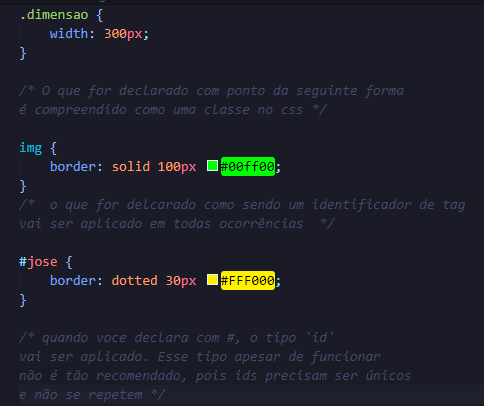 .dimensao {
width: 300px;
}
/* O que for declarado com ponto da seguinte forma
é compreendido como uma classe no css */
img {
border: solid 100px #00ff00;
}
/* o que for delcarado como sendo um identificador de tag
vai ser aplicado em todas ocorrências */
#jose {
border: dotted 30px #FFF000;
}
/* quando voce declara com #, o tipo 'id'
vai ser aplicado. Esse tipo apesar de funcionar
não é tão recomendado, pois ids precisam ser únicos
e não se repetem */